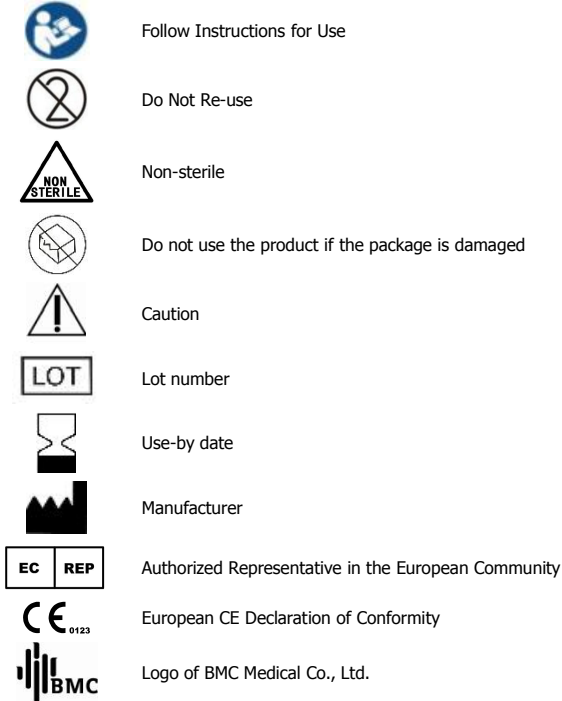 Follow Instructions for Use
2
Do Not Re-use
NON
STERILE
Non-sterile
Do not use the product if the package is damaged
!
Caution
LOT
Lot number
Use-by date
Manufacturer
EC REP
Authorized Representative in the European Community
CE 0123
European CE Declaration of Conformity
BMC
Logo of BMC Medical Co., Ltd.